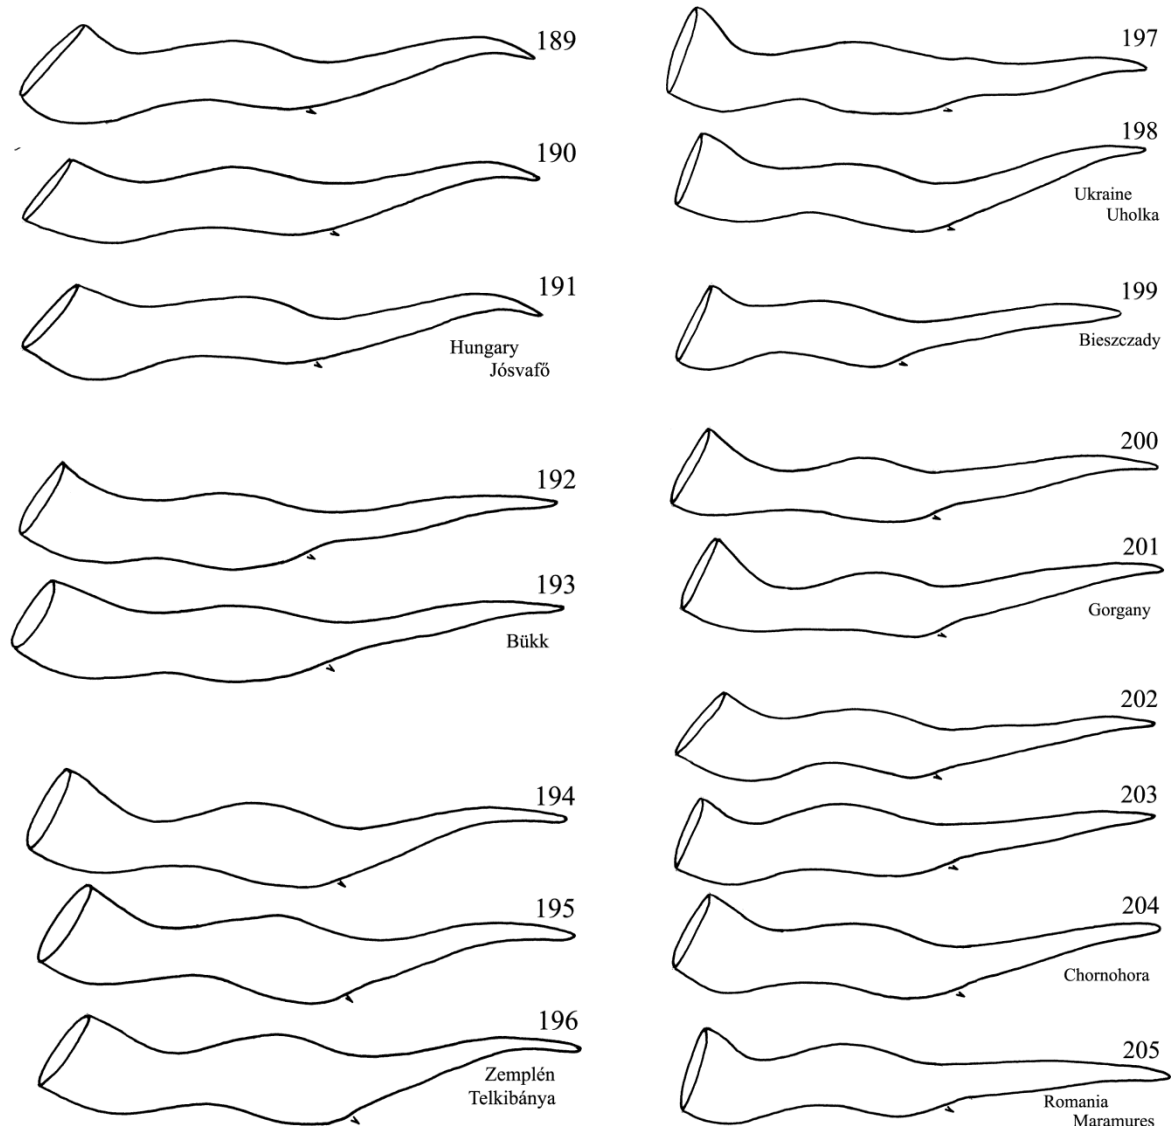 189
190
191
Hungary
Jósvafő
192
193
Bükk
194
195
196
Zemplén
Telkibánya
197
198
Ukraine
Uholka
199
Bieszczady
200
201
Gorgany
202
203
204
Chornohora
205
Romania
Maramures